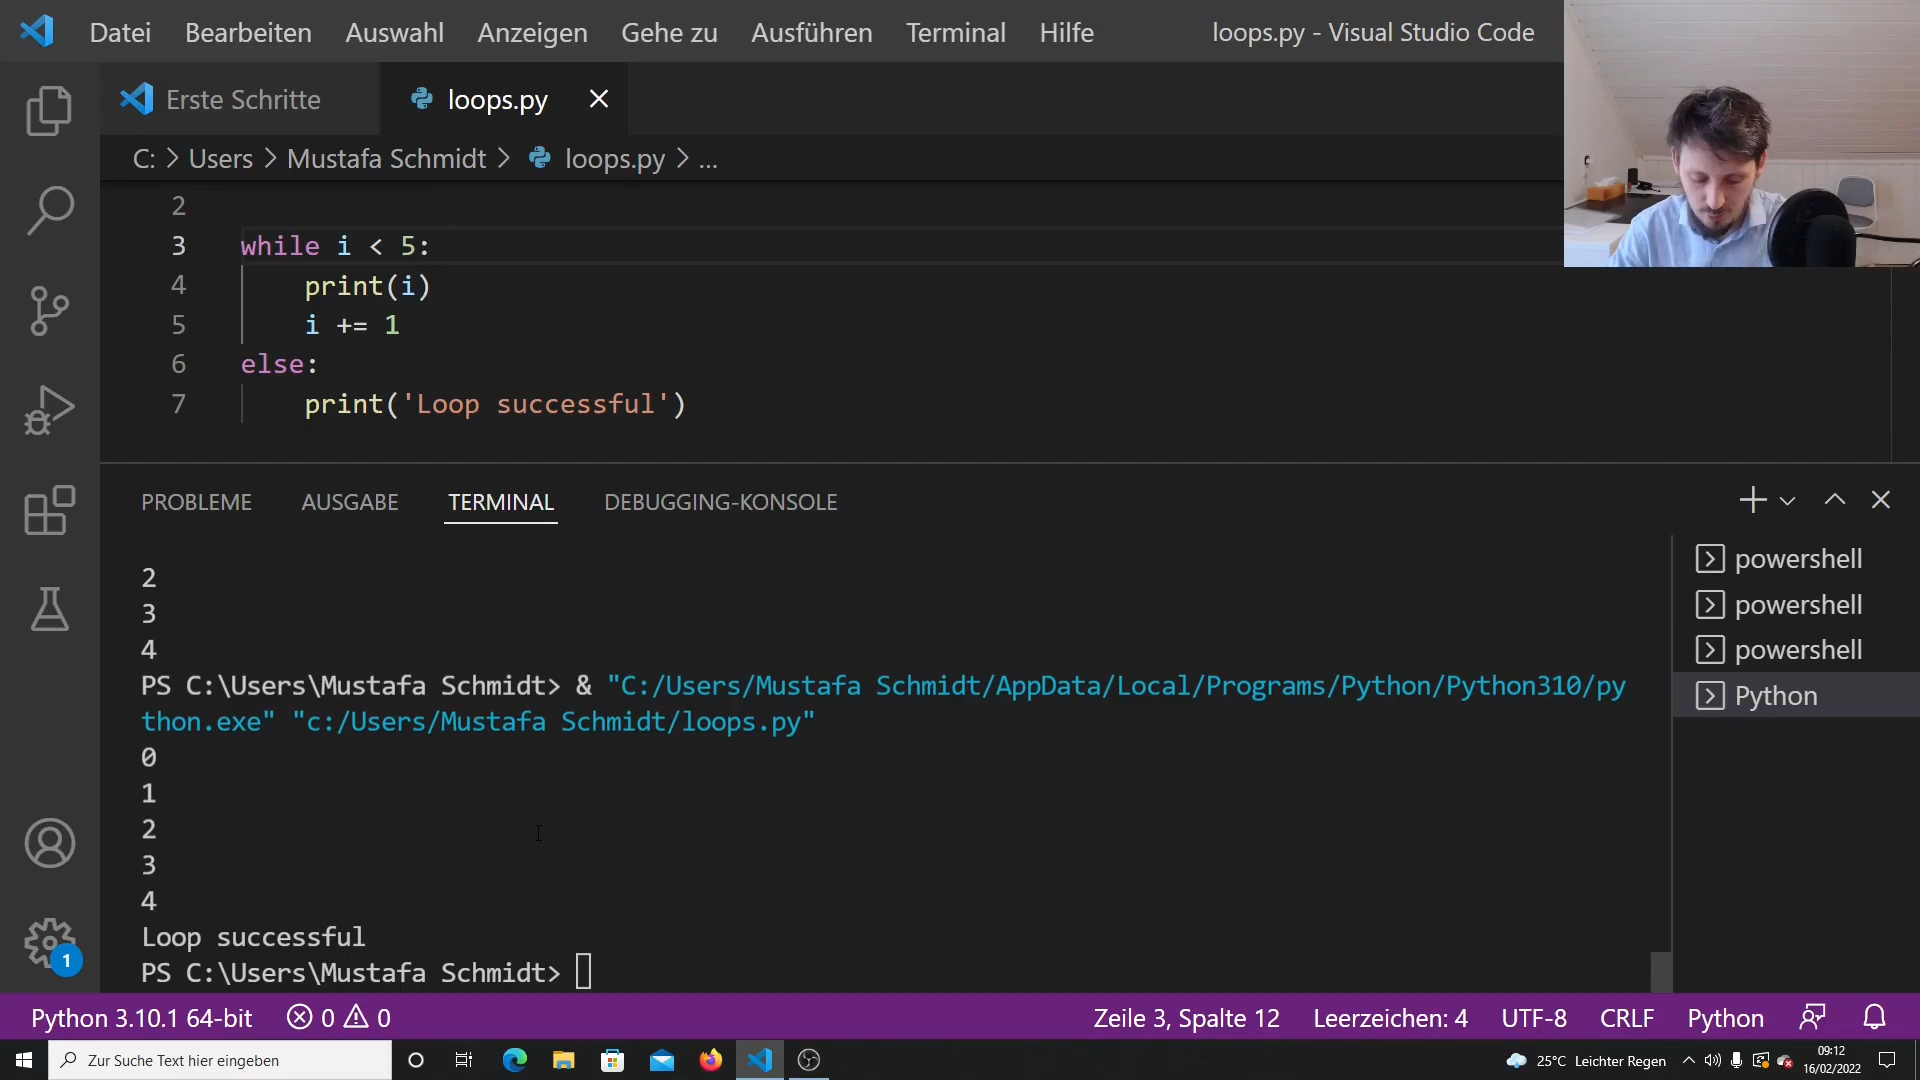 Datei Bearbeiten Auswahl Anzeigen Gehe zu Ausführen Terminal Hilfe loops.py - Visual Studio Code
Erste Schritte loops.py
C: > Users > Mustafa Schmidt > loops.py > ...
2
3 while i < 5:
4 print(i)
5 i += 1
6 else:
7 print('Loop successful')
PROBLEME AUSGABE TERMINAL DEBUGGING-KONSOLE
powershell
powershell
powershell
Python
2
3
4
PS C:\Users\Mustafa Schmidt> & "C:/Users/Mustafa Schmidt/AppData/Local/Programs/Python/Python310/py
thon.exe" "c:/Users/Mustafa Schmidt/loops.py"
0
1
2
3
4
Loop successful
PS C:\Users\Mustafa Schmidt>
1
Python 3.10.1 64-bit 0 0 Zeile 3, Spalte 12 Leerzeichen: 4 UTF-8 CRLF Python
Zur Suche Text hier eingeben 25°C Leichter Regen 09:12
16/02/2022